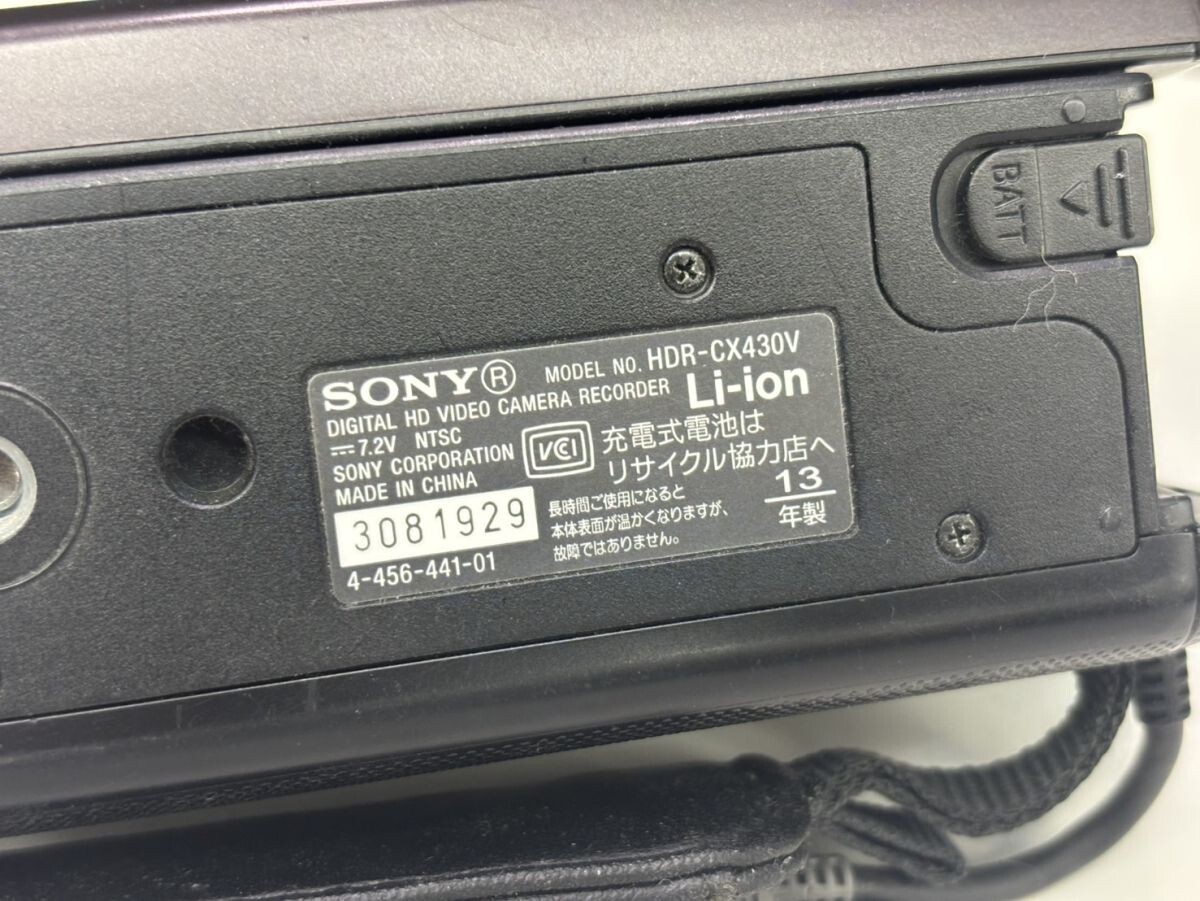 BATT
SONY® MODEL NO. HDR-CX430V
DIGITAL HD VIDEO CAMERA RECORDER Li-ion
⎓ 7.2V NTSC
SONY CORPORATION
MADE IN CHINA
VCI
充電式電池は
リサイクル協力店へ
3081929
4-456-441-01
長時間ご使用になると
本体表面が温かくなりますが、
故障ではありません。
13
年製